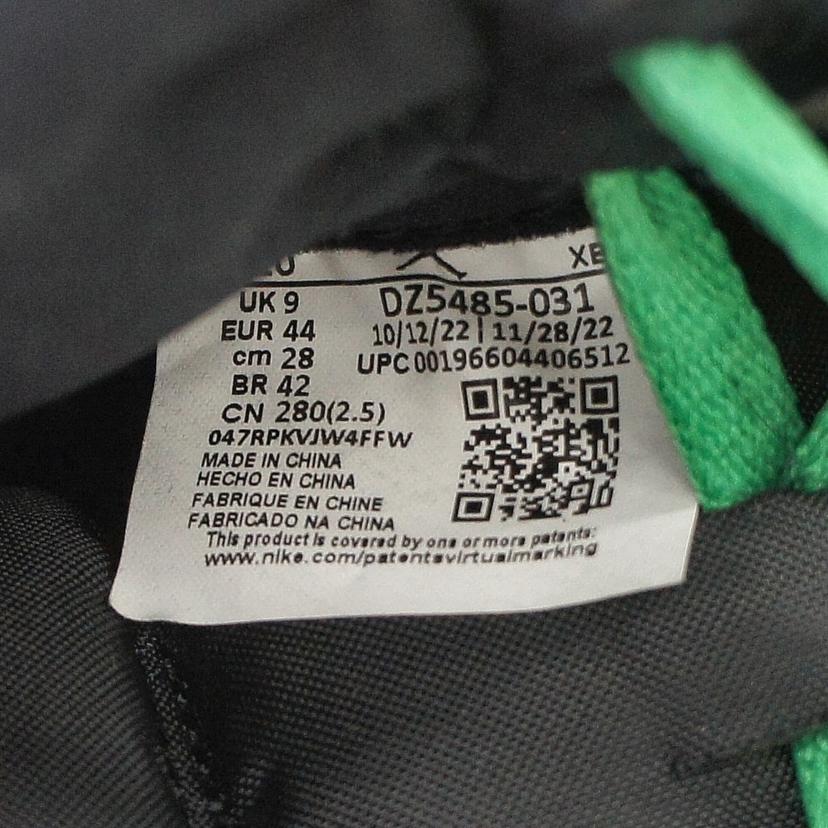 XE
UK 9
EUR 44
cm 28
BR 42
CN 280(2.5)
047RPKVJW4FFW
MADE IN CHINA
HECHO EN CHINA
FABRIQUE EN CHINE
FABRICADO NA CHINA
DZ5485-031
10/12/22 | 11/28/22
UPC 00196604406512
This product is covered by one or more patents:
www.nike.com/patentsvirtualmarking